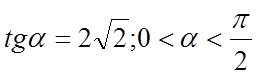 tgα = 2√2; 0 < α < π/2